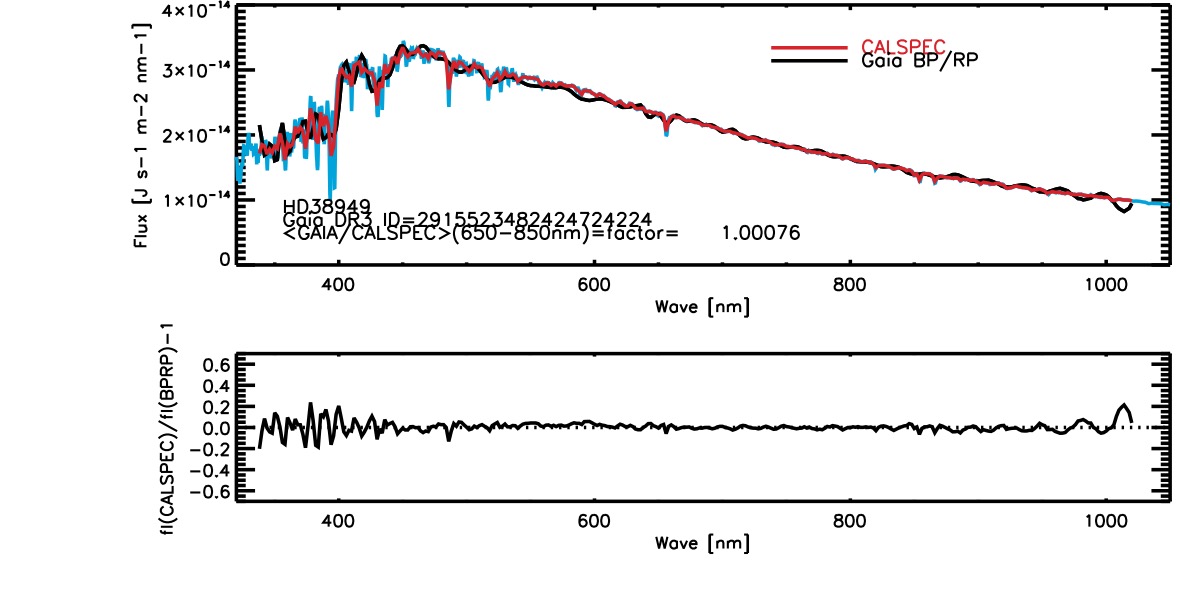 4×10−14
3×10−14
2×10−14
1×10−14
0
Flux [J s−1 m−2 nm−1]
CALSPEC
Gaia BP/RP
HD38949
Gaia DR3 ID=2915523482424724224
<GAIA/CALSPEC>(650−850nm)=factor= 1.00076
400 600 800 1000
Wave [nm]
fl(CALSPEC)/fl(BPRP)−1
0.6
0.4
0.2
0.0
−0.2
−0.4
−0.6
400 600 800 1000
Wave [nm]